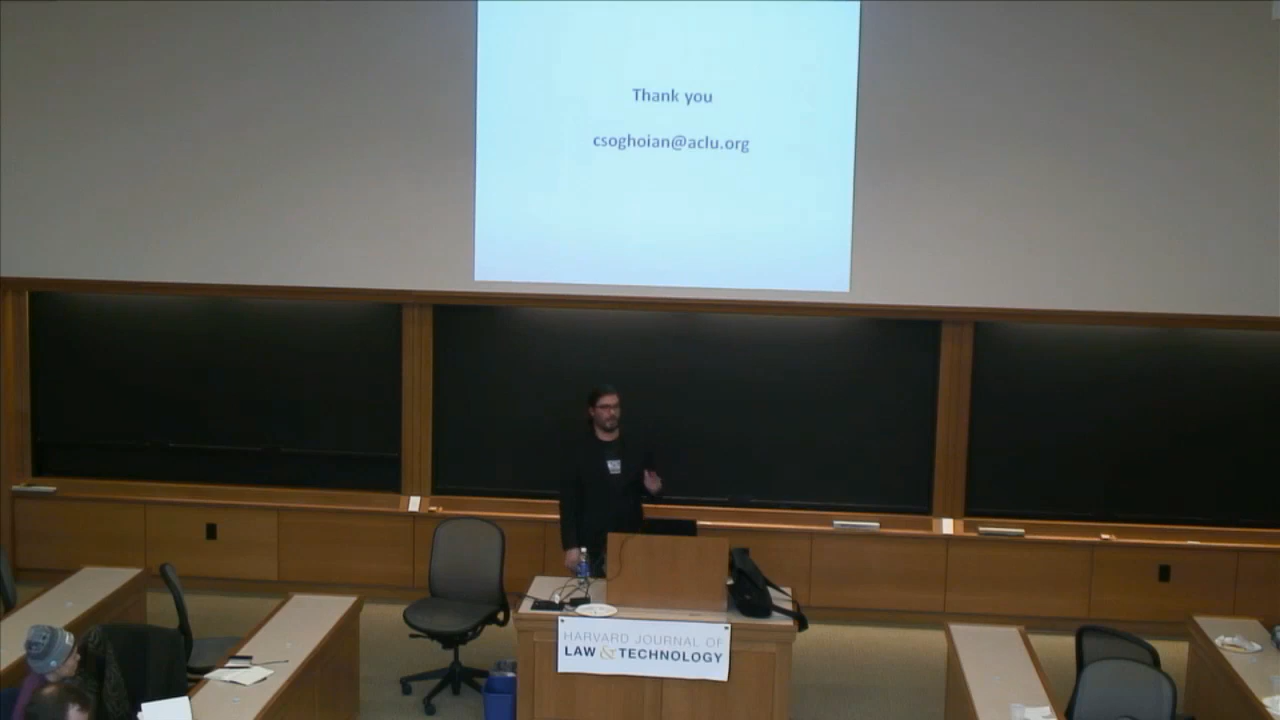 Thank you
csoghoian@aclu.org
HARVARD JOURNAL OF
LAW & TECHNOLOGY